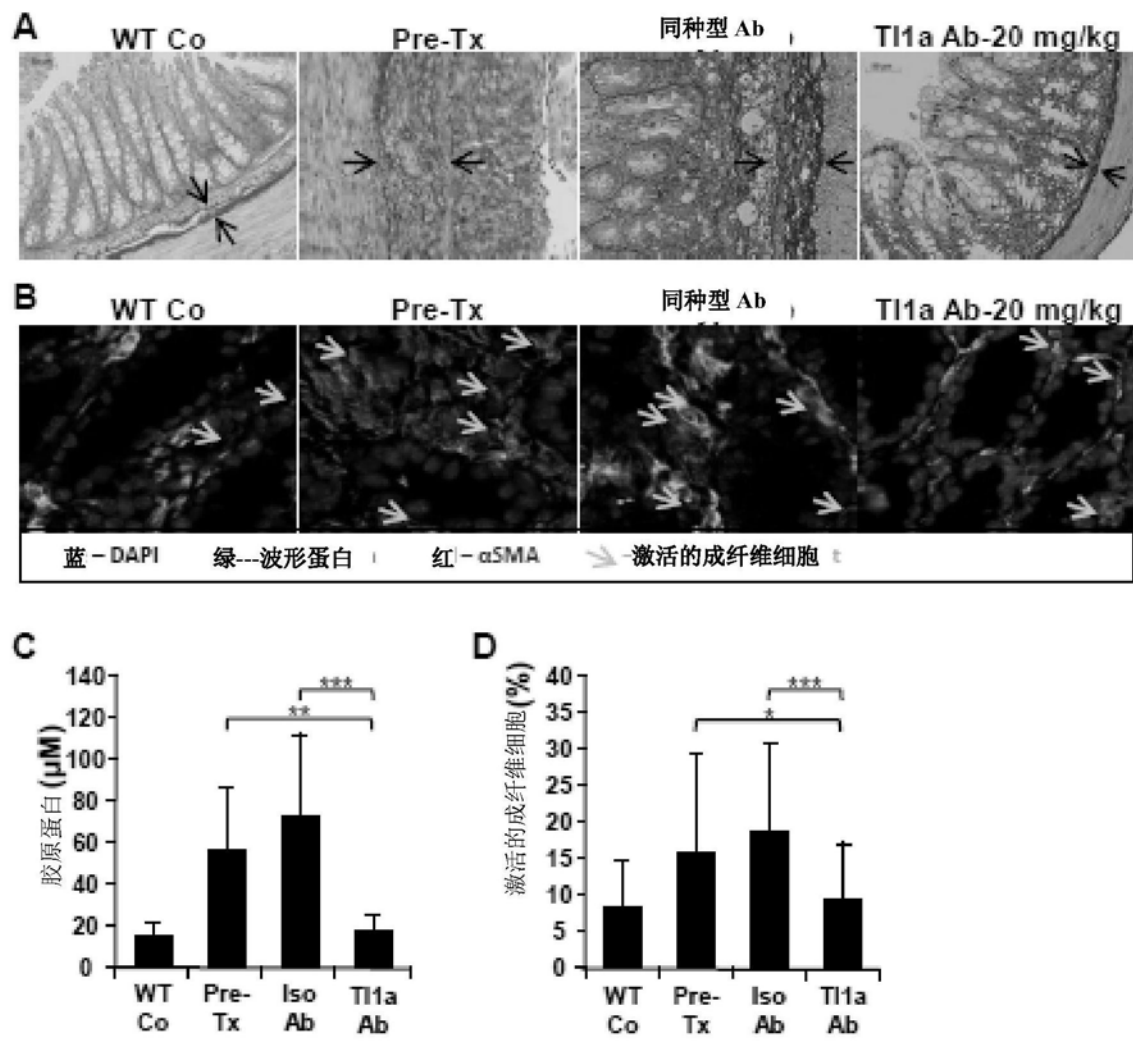 A
WT Co
Pre-Tx
同种型 Ab
Tl1a Ab-20 mg/kg
B
WT Co
Pre-Tx
同种型 Ab
Tl1a Ab-20 mg/kg
蓝 – DAPI
绿---波形蛋白
红 – αSMA
激活的成纤维细胞
C
胶原蛋白 (µM)
140
120
100
80
60
40
20
0
***
**
WT Co
Pre-Tx
Iso Ab
Tl1a Ab
D
激活的成纤维细胞(%)
40
35
30
25
20
15
10
5
0
***
*
WT Co
Pre-Tx
Iso Ab
Tl1a Ab